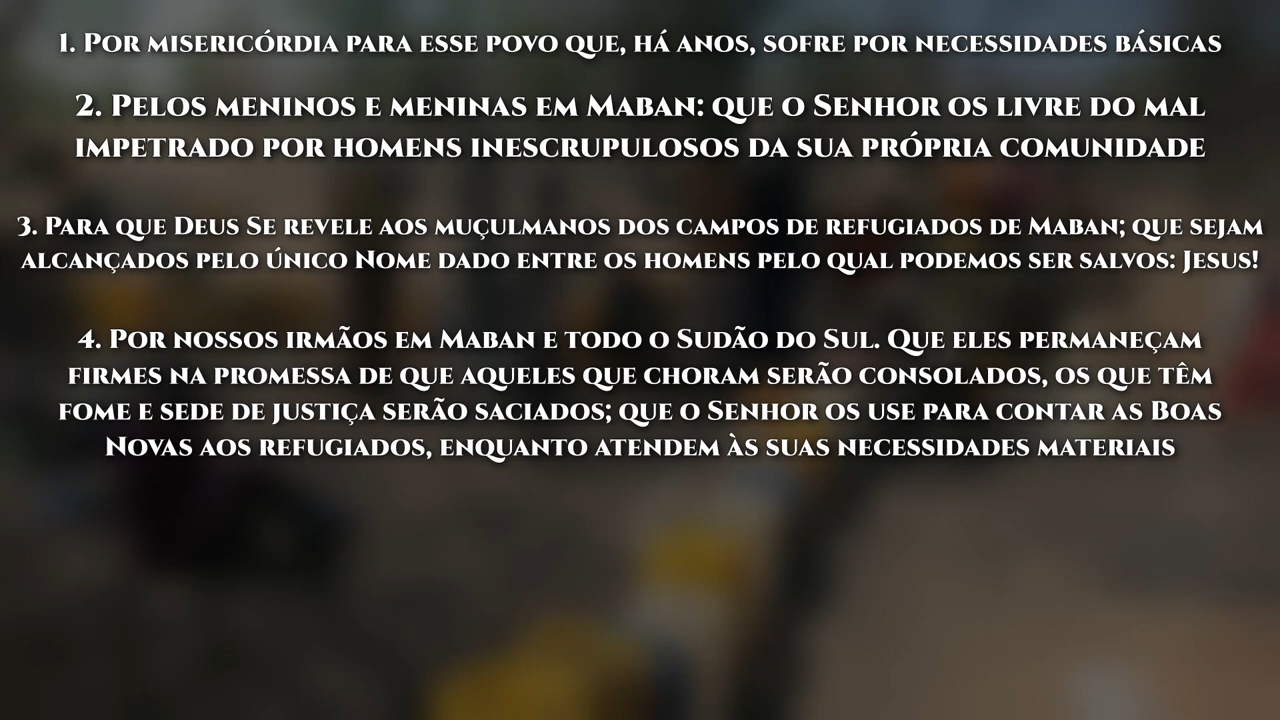 1. Por misericórdia para esse povo que, há anos, sofre por necessidades básicas
2. Pelos meninos e meninas em Maban: que o Senhor os livre do mal
impetrado por homens inescrupulosos da sua própria comunidade
3. Para que Deus Se revele aos muçulmanos dos campos de refugiados de Maban; que sejam
alcançados pelo único Nome dado entre os homens pelo qual podemos ser salvos: Jesus!
4. Por nossos irmãos em Maban e todo o Sudão do Sul. Que eles permaneçam
firmes na promessa de que aqueles que choram serão consolados, os que têm
fome e sede de justiça serão saciados; que o Senhor os use para contar as Boas
Novas aos refugiados, enquanto atendem às suas necessidades materiais